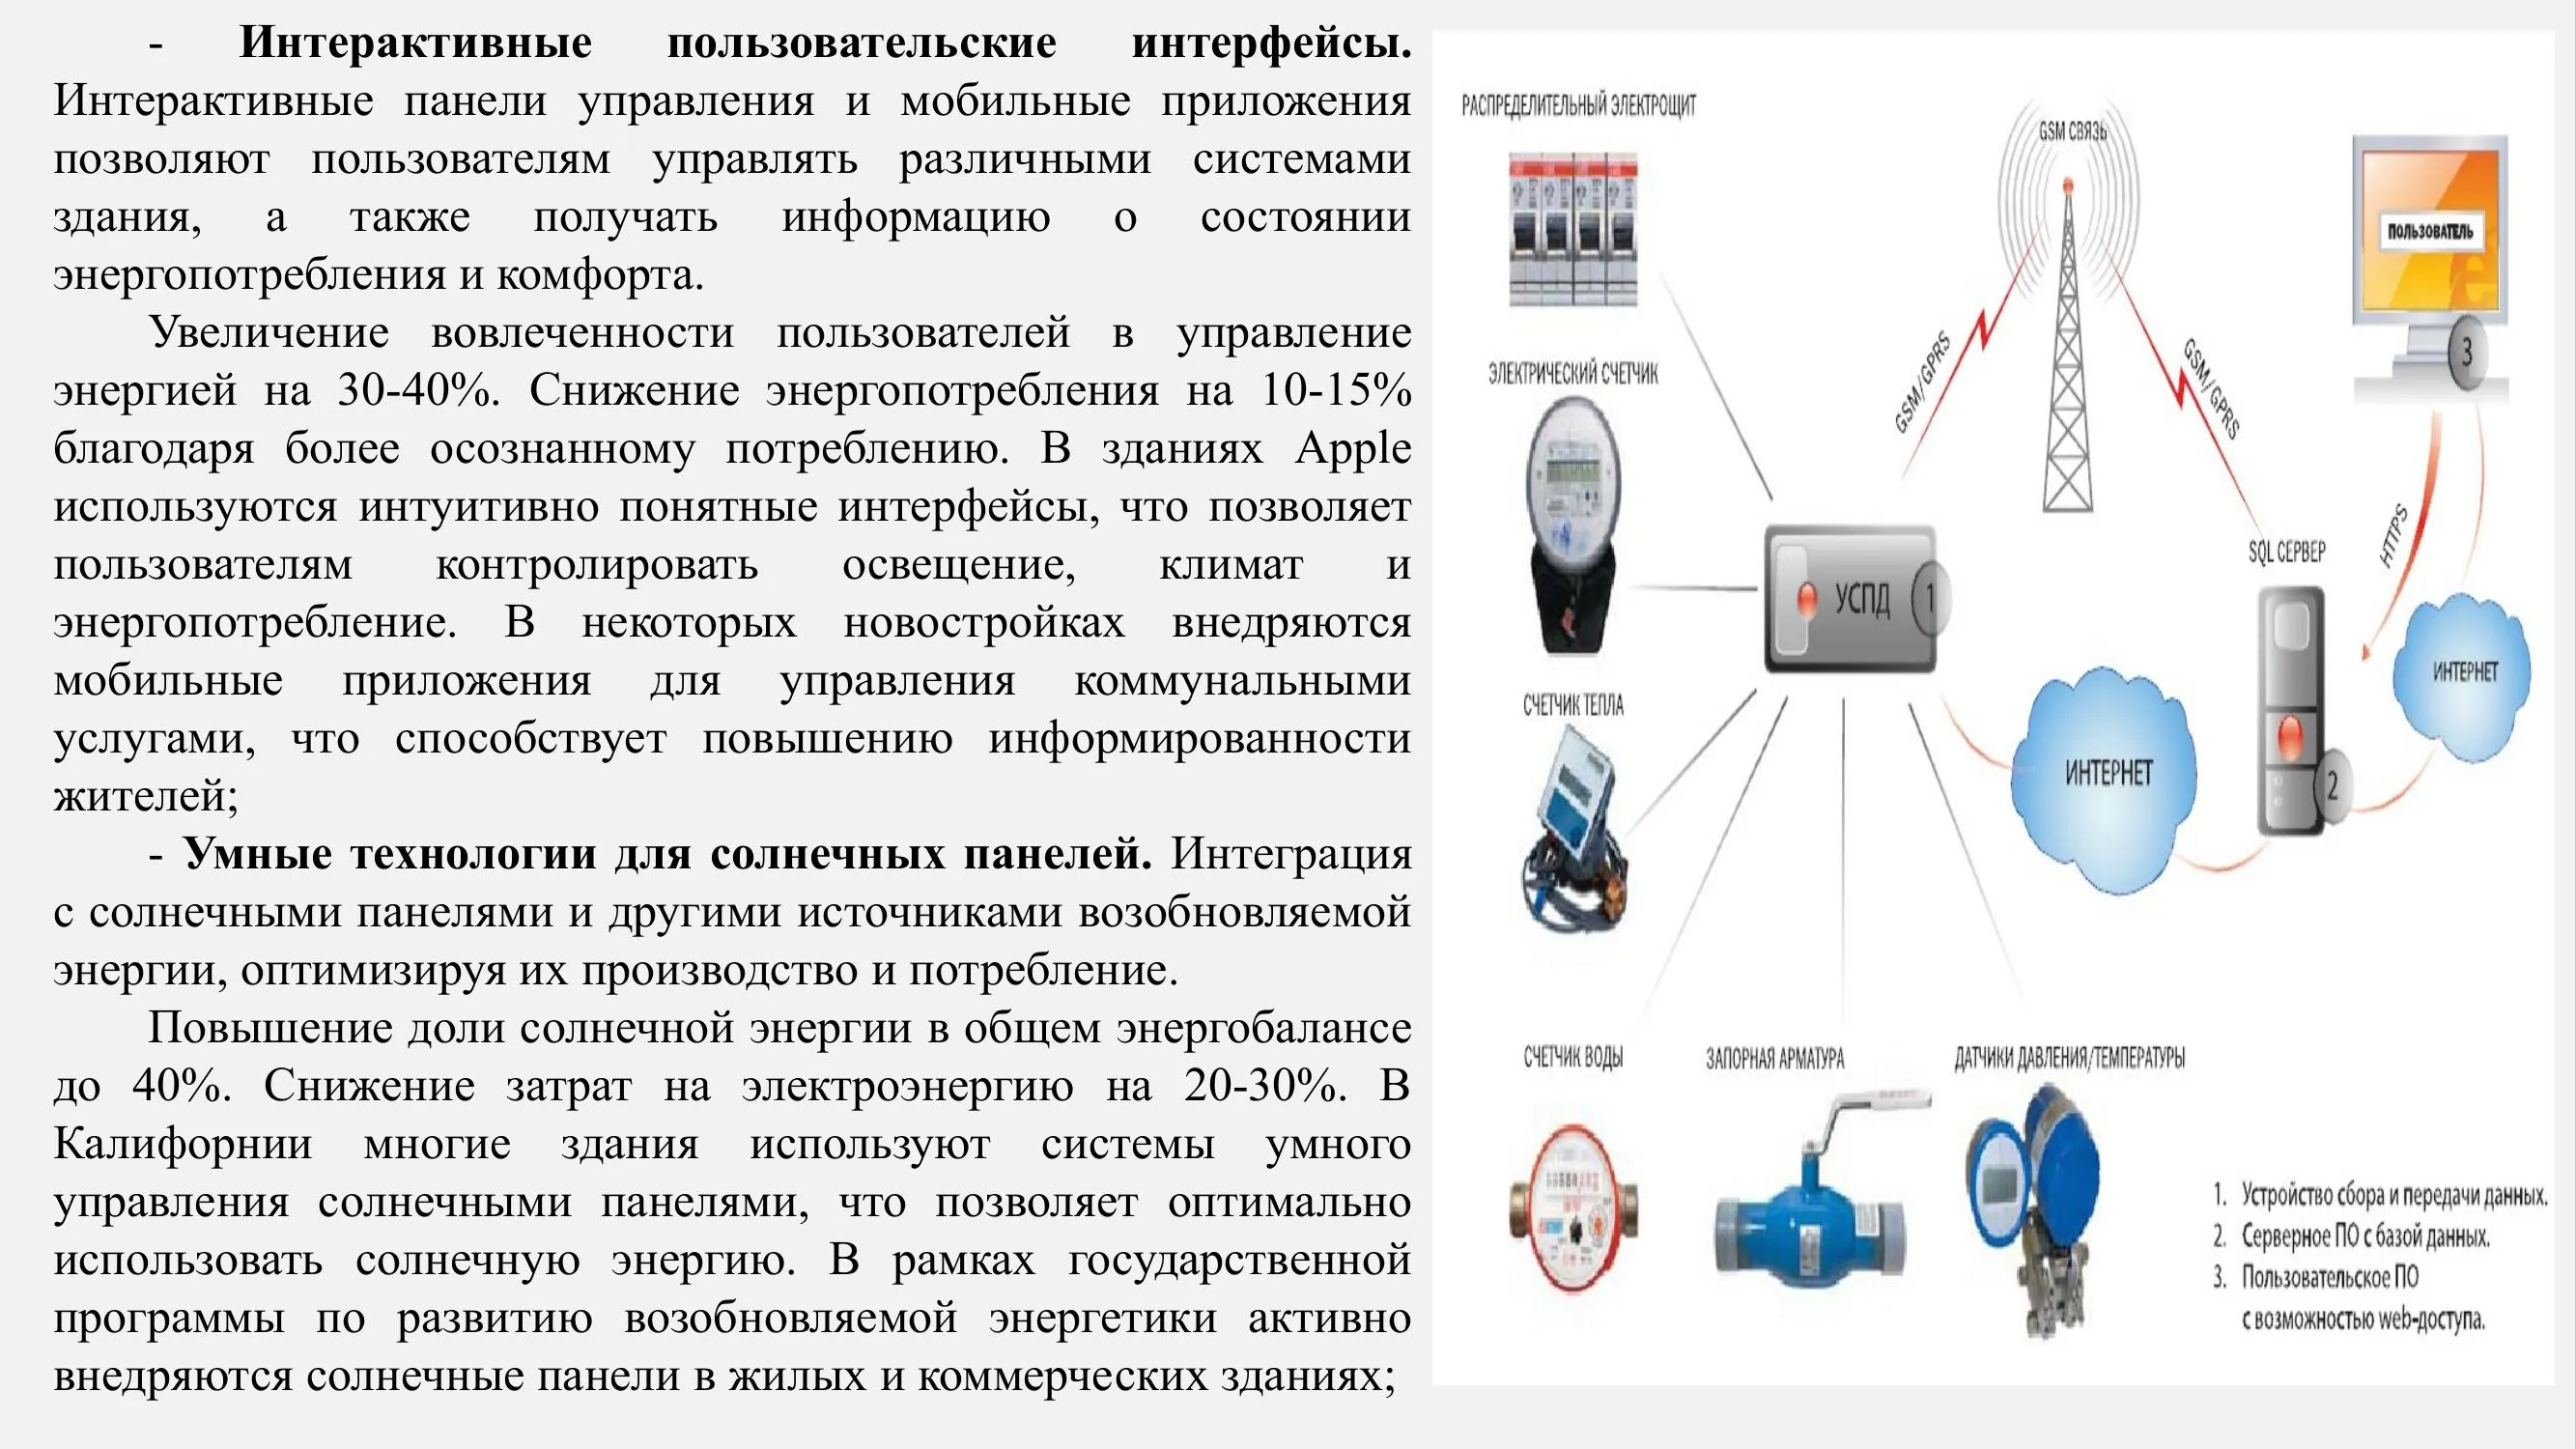 - Интерактивные пользовательские интерфейсы.
Интерактивные панели управления и мобильные приложения
позволяют пользователям управлять различными системами
здания, а также получать информацию о состоянии
энергопотребления и комфорта.
Увеличение вовлеченности пользователей в управление
энергией на 30-40%. Снижение энергопотребления на 10-15%
благодаря более осознанному потреблению. В зданиях Apple
используются интуитивно понятные интерфейсы, что позволяет
пользователям контролировать освещение, климат и
энергопотребление. В некоторых новостройках внедряются
мобильные приложения для управления коммунальными
услугами, что способствует повышению информированности
жителей;
- Умные технологии для солнечных панелей. Интеграция
с солнечными панелями и другими источниками возобновляемой
энергии, оптимизируя их производство и потребление.
Повышение доли солнечной энергии в общем энергобалансе
до 40%. Снижение затрат на электроэнергию на 20-30%. В
Калифорнии многие здания используют системы умного
управления солнечными панелями, что позволяет оптимально
использовать солнечную энергию. В рамках государственной
программы по развитию возобновляемой энергетики активно
внедряются солнечные панели в жилых и коммерческих зданиях;
РАСПРЕДЕЛИТЕЛЬНЫЙ ЭЛЕКТРОЩИТ
GSM СВЯЗЬ
ПОЛЬЗОВАТЕЛЬ
3
ЭЛЕКТРИЧЕСКИЙ СЧЕТЧИК
GSM/GPRS
GSM/GPRS
HTTPS
SQL СЕРВЕР
УСПД 1
ИНТЕРНЕТ
СЧЕТЧИК ТЕПЛА
ИНТЕРНЕТ
2
СЧЕТЧИК ВОДЫ
ЗАПОРНАЯ АРМАТУРА
ДАТЧИКИ ДАВЛЕНИЯ/ТЕМПЕРАТУРЫ
1. Устройство сбора и передачи данных.
2. Серверное ПО с базой данных.
3. Пользовательское ПО
с возможностью web-доступа.